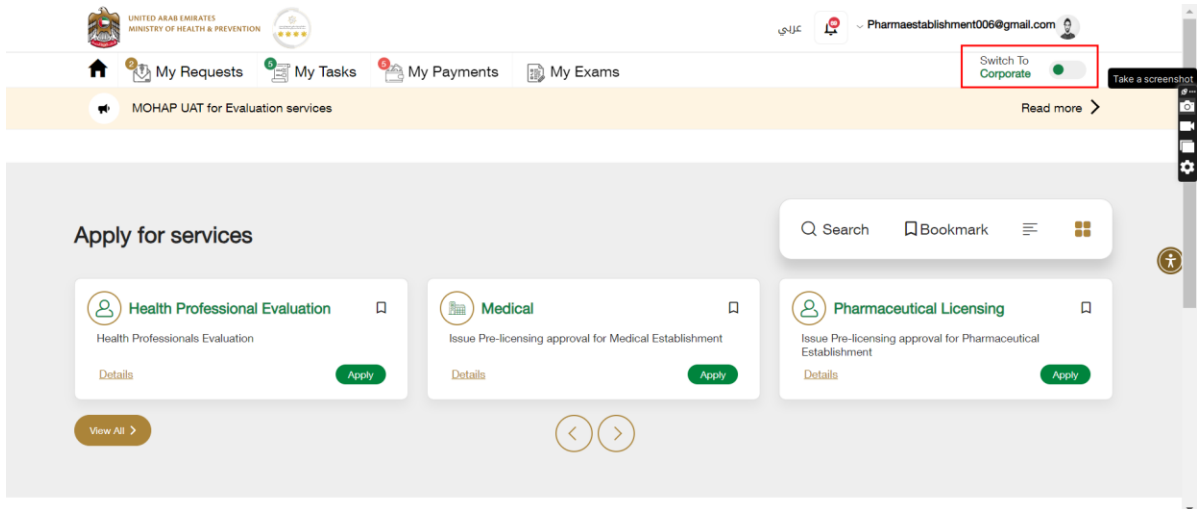 UNITED ARAB EMIRATES
MINISTRY OF HEALTH & PREVENTION
عربي
Pharmaestablishment006@gmail.com
2 My Requests
5 My Tasks
5 My Payments
My Exams
Switch To
Corporate
Take a screenshot
MOHAP UAT for Evaluation services
Read more
Apply for services
Search
Bookmark
Health Professional Evaluation
Health Professionals Evaluation
Details
Apply
Medical
Issue Pre-licensing approval for Medical Establishment
Details
Apply
Pharmaceutical Licensing
Issue Pre-licensing approval for Pharmaceutical
Establishment
Details
Apply
View All